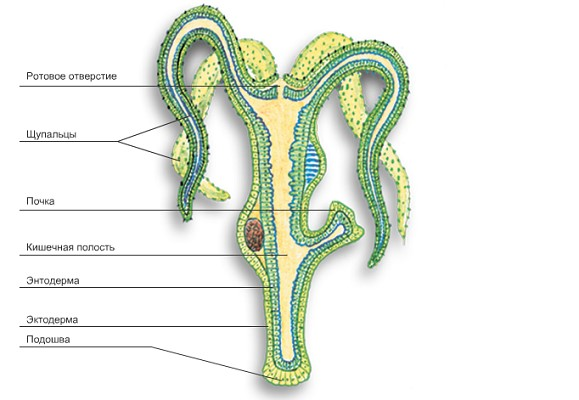 Ротовое отверстие
Щупальцы
Почка
Кишечная полость
Энтодерма
Эктодерма
Подошва